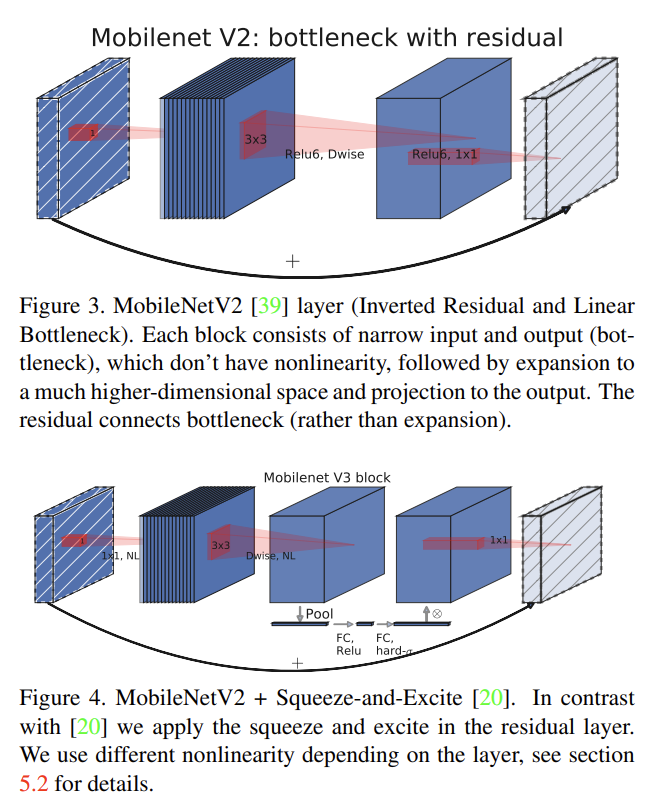 Mobilenet V2: bottleneck with residual
1
3x3
Relu6, Dwise
Relu6, 1x1
+
Figure 3. MobileNetV2 [39] layer (Inverted Residual and Linear
Bottleneck). Each block consists of narrow input and output (bot-
tleneck), which don't have nonlinearity, followed by expansion to
a much higher-dimensional space and projection to the output. The
residual connects bottleneck (rather than expansion).
Mobilenet V3 block
1
1x1, NL
3x3
Dwise, NL
1x1
Pool
⊗
FC,
Relu
FC,
hard-σ
+
Figure 4. MobileNetV2 + Squeeze-and-Excite [20]. In contrast
with [20] we apply the squeeze and excite in the residual layer.
We use different nonlinearity depending on the layer, see section
5.2 for details.